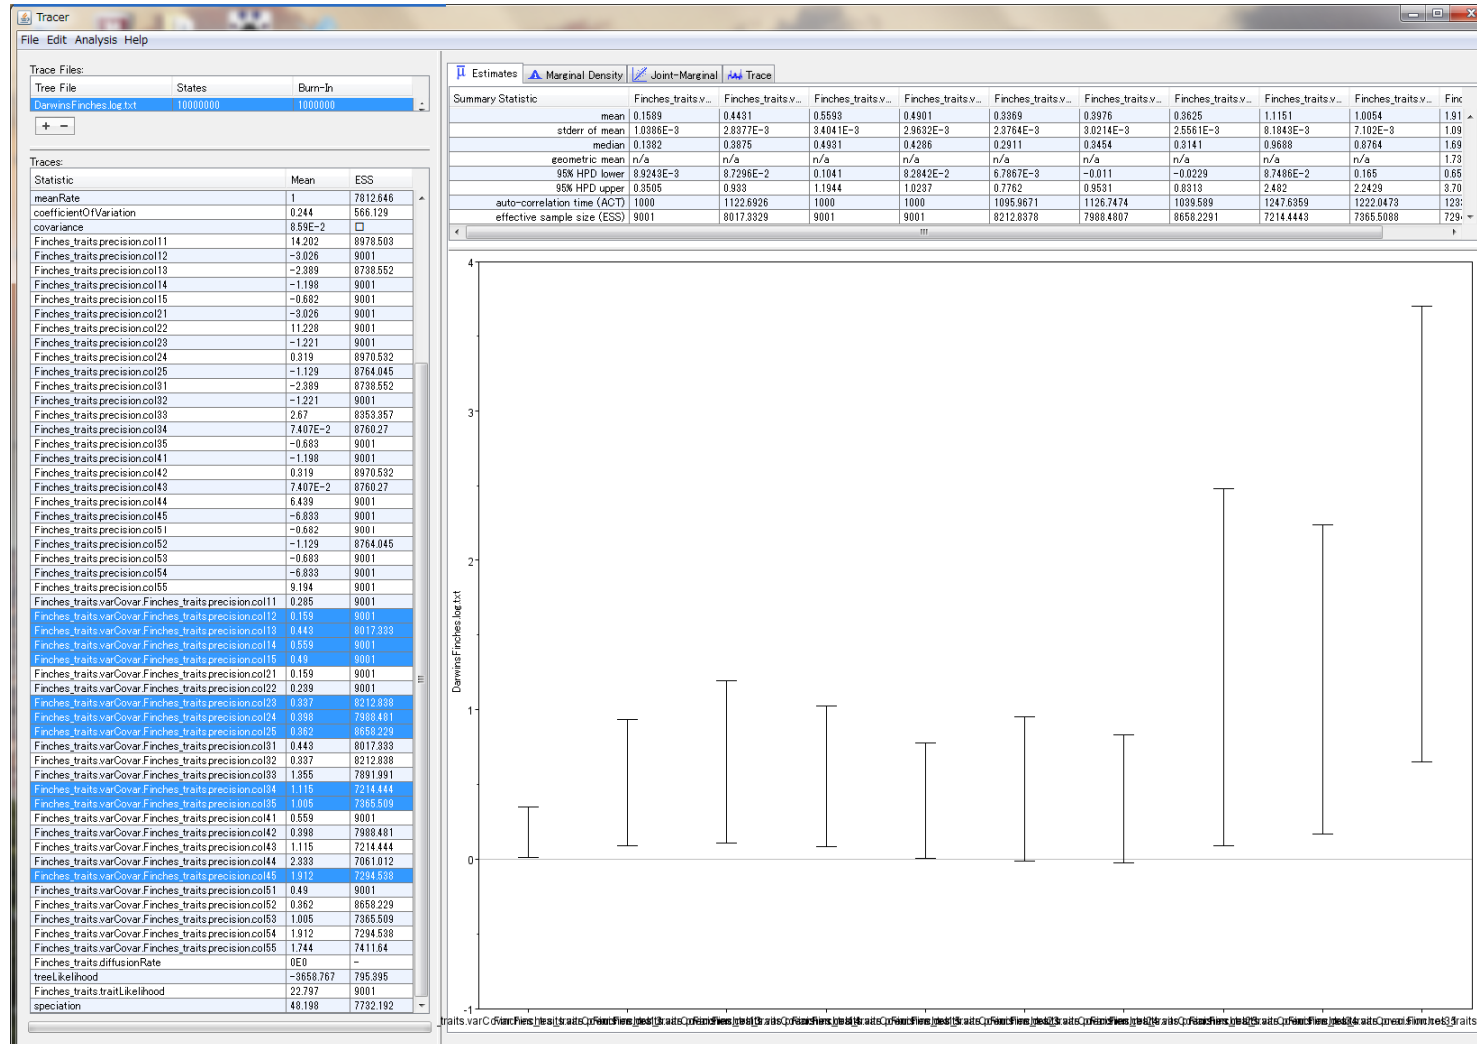 Tracer
File Edit Analysis Help
Trace Files:
Tree File States Burn-In
DarwinsFinches.log.txt 10000000 1000000
+ −
Traces:
Statistic Mean ESS
meanRate 1 7812.646
coefficientOfVariation 0.244 566.129
covariance 8.59E-2
Finches_traits.precision.col11 14.202 8978.503
Finches_traits.precision.col12 -3.026 9001
Finches_traits.precision.col13 -2.389 8738.552
Finches_traits.precision.col14 -1.198 9001
Finches_traits.precision.col15 -0.682 9001
Finches_traits.precision.col21 -3.026 9001
Finches_traits.precision.col22 11.228 9001
Finches_traits.precision.col23 -1.221 9001
Finches_traits.precision.col24 0.319 8970.532
Finches_traits.precision.col25 -1.129 8764.045
Finches_traits.precision.col31 -2.389 8738.552
Finches_traits.precision.col32 -1.221 9001
Finches_traits.precision.col33 2.67 8353.357
Finches_traits.precision.col34 7.407E-2 8760.27
Finches_traits.precision.col35 -0.683 9001
Finches_traits.precision.col41 -1.198 9001
Finches_traits.precision.col42 0.319 8970.532
Finches_traits.precision.col43 7.407E-2 8760.27
Finches_traits.precision.col44 6.439 9001
Finches_traits.precision.col45 -6.833 9001
Finches_traits.precision.col51 -0.682 9001
Finches_traits.precision.col52 -1.129 8764.045
Finches_traits.precision.col53 -0.683 9001
Finches_traits.precision.col54 -6.833 9001
Finches_traits.precision.col55 9.194 9001
Finches_traits.varCovar.Finches_traits.precision.col11 0.285 9001
Finches_traits.varCovar.Finches_traits.precision.col12 0.159 9001
Finches_traits.varCovar.Finches_traits.precision.col13 0.443 8017.333
Finches_traits.varCovar.Finches_traits.precision.col14 0.559 9001
Finches_traits.varCovar.Finches_traits.precision.col15 0.49 9001
Finches_traits.varCovar.Finches_traits.precision.col21 0.159 9001
Finches_traits.varCovar.Finches_traits.precision.col22 0.239 9001
Finches_traits.varCovar.Finches_traits.precision.col23 0.337 8212.838
Finches_traits.varCovar.Finches_traits.precision.col24 0.398 7988.481
Finches_traits.varCovar.Finches_traits.precision.col25 0.362 8658.229
Finches_traits.varCovar.Finches_traits.precision.col31 0.443 8017.333
Finches_traits.varCovar.Finches_traits.precision.col32 0.337 8212.838
Finches_traits.varCovar.Finches_traits.precision.col33 1.355 7891.991
Finches_traits.varCovar.Finches_traits.precision.col34 1.115 7214.444
Finches_traits.varCovar.Finches_traits.precision.col35 1.005 7365.509
Finches_traits.varCovar.Finches_traits.precision.col41 0.559 9001
Finches_traits.varCovar.Finches_traits.precision.col42 0.398 7988.481
Finches_traits.varCovar.Finches_traits.precision.col43 1.115 7214.444
Finches_traits.varCovar.Finches_traits.precision.col44 2.333 7061.012
Finches_traits.varCovar.Finches_traits.precision.col45 1.912 7294.538
Finches_traits.varCovar.Finches_traits.precision.col51 0.49 9001
Finches_traits.varCovar.Finches_traits.precision.col52 0.362 8658.229
Finches_traits.varCovar.Finches_traits.precision.col53 1.005 7365.509
Finches_traits.varCovar.Finches_traits.precision.col54 1.912 7294.538
Finches_traits.varCovar.Finches_traits.precision.col55 1.744 7411.64
Finches_traits.diffusionRate 0E0 -
treeLikelihood -3658.767 795.395
Finches_traits.traitLikelihood 22.797 9001
speciation 48.198 7732.192
μ Estimates Marginal Density Joint-Marginal Trace
Summary Statistic Finches_traits.v... Finches_traits.v... Finches_traits.v... Finches_traits.v... Finches_traits.v... Finches_traits.v... Finches_traits.v... Finches_traits.v... Finches_traits.v... Finc
mean 0.1589 0.4431 0.5593 0.4901 0.3369 0.3976 0.3625 1.1151 1.0054 1.91
stderr of mean 1.0386E-3 2.8377E-3 3.4041E-3 2.9632E-3 2.3764E-3 3.0214E-3 2.5561E-3 8.1843E-3 7.102E-3 1.09
median 0.1382 0.3875 0.4931 0.4286 0.2911 0.3454 0.3141 0.9688 0.8764 1.69
geometric mean n/a n/a n/a n/a n/a n/a n/a n/a n/a 1.73
95% HPD lower 8.9243E-3 8.7296E-2 0.1041 8.2842E-2 6.7867E-3 -0.011 -0.0229 8.7486E-2 0.165 0.65
95% HPD upper 0.3505 0.933 1.1944 1.0237 0.7762 0.9531 0.8313 2.482 2.2429 3.70
auto-correlation time (ACT) 1000 1122.6926 1000 1000 1095.9671 1126.7474 1039.589 1247.6359 1222.0473 123:
effective sample size (ESS) 9001 8017.3329 9001 9001 8212.8378 7988.4807 8658.2291 7214.4443 7365.5088 729
4
3
2
1
0
-1
DarwinsFinches.log.txt